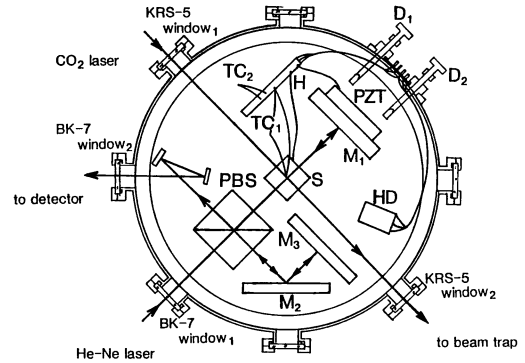 KRS-5
window1
D1
CO2 laser
TC2
H
D2
PZT
BK-7
window2
TC1
M1
PBS
S
to detector
HD
M3
KRS-5
window2
M2
BK-7
window1
to beam trap
He-Ne laser